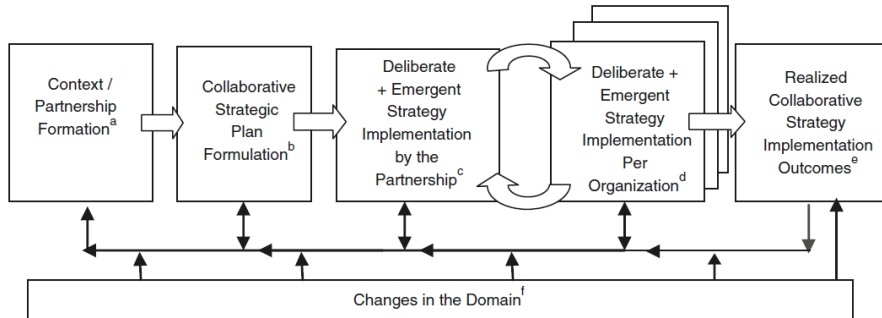 Context /
Partnership
Formationᵃ
Collaborative
Strategic
Plan
Formulationᵇ
Deliberate
+ Emergent
Strategy
Implementation
by the
Partnershipᶜ
Deliberate +
Emergent
Strategy
Implementation
Per
Organizationᵈ
Realized
Collaborative
Strategy
Implementation
Outcomesᵉ
Changes in the Domainᶠ